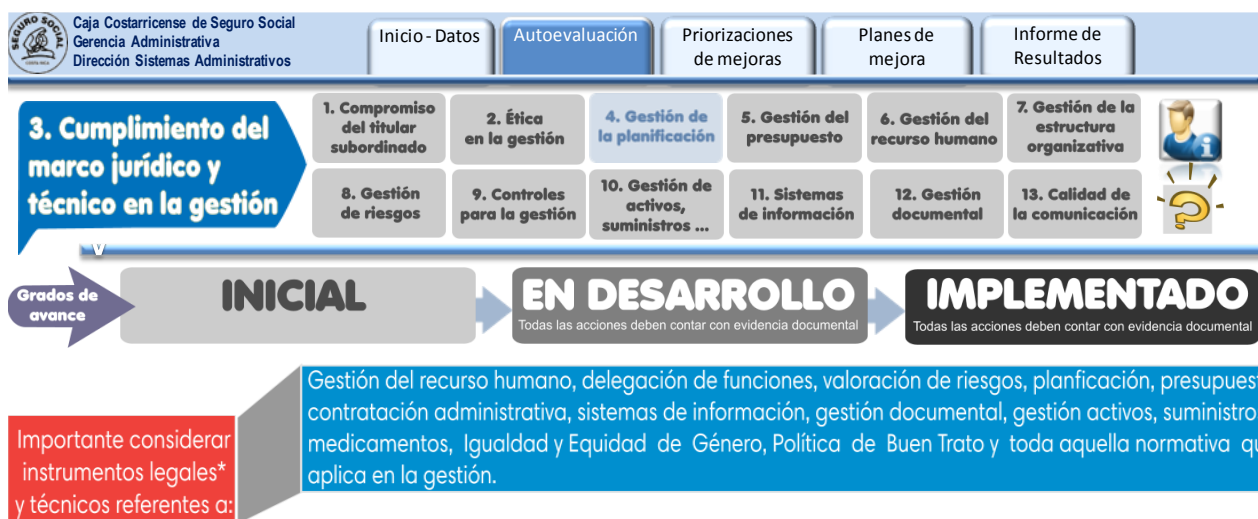 Caja Costarricense de Seguro Social
Gerencia Administrativa
Dirección Sistemas Administrativos
SEGURO SOCIAL
COSTA RICA
Inicio - Datos
Autoevaluación
Priorizaciones
de mejoras
Planes de
mejora
Informe de
Resultados
3. Cumplimiento del
marco jurídico y
técnico en la gestión
1. Compromiso
del titular
subordinado
2. Ética
en la gestión
4. Gestión de
la planificación
5. Gestión del
presupuesto
6. Gestión del
recurso humano
7. Gestión de la
estructura
organizativa
8. Gestión
de riesgos
9. Controles
para la gestión
10. Gestión de
activos,
suministros ...
11. Sistemas
de información
12. Gestión
documental
13. Calidad de
la comunicación
V
Grados de
avance
INICIAL
EN DESARROLLO
Todas las acciones deben contar con evidencia documental
IMPLEMENTADO
Todas las acciones deben contar con evidencia documental
Importante considerar
instrumentos legales*
y técnicos referentes a:
Gestión del recurso humano, delegación de funciones, valoración de riesgos, planficación, presupuest
contratación administrativa, sistemas de información, gestión documental, gestión activos, suministro
medicamentos, Igualdad y Equidad de Género, Política de Buen Trato y toda aquella normativa qu
aplica en la gestión.